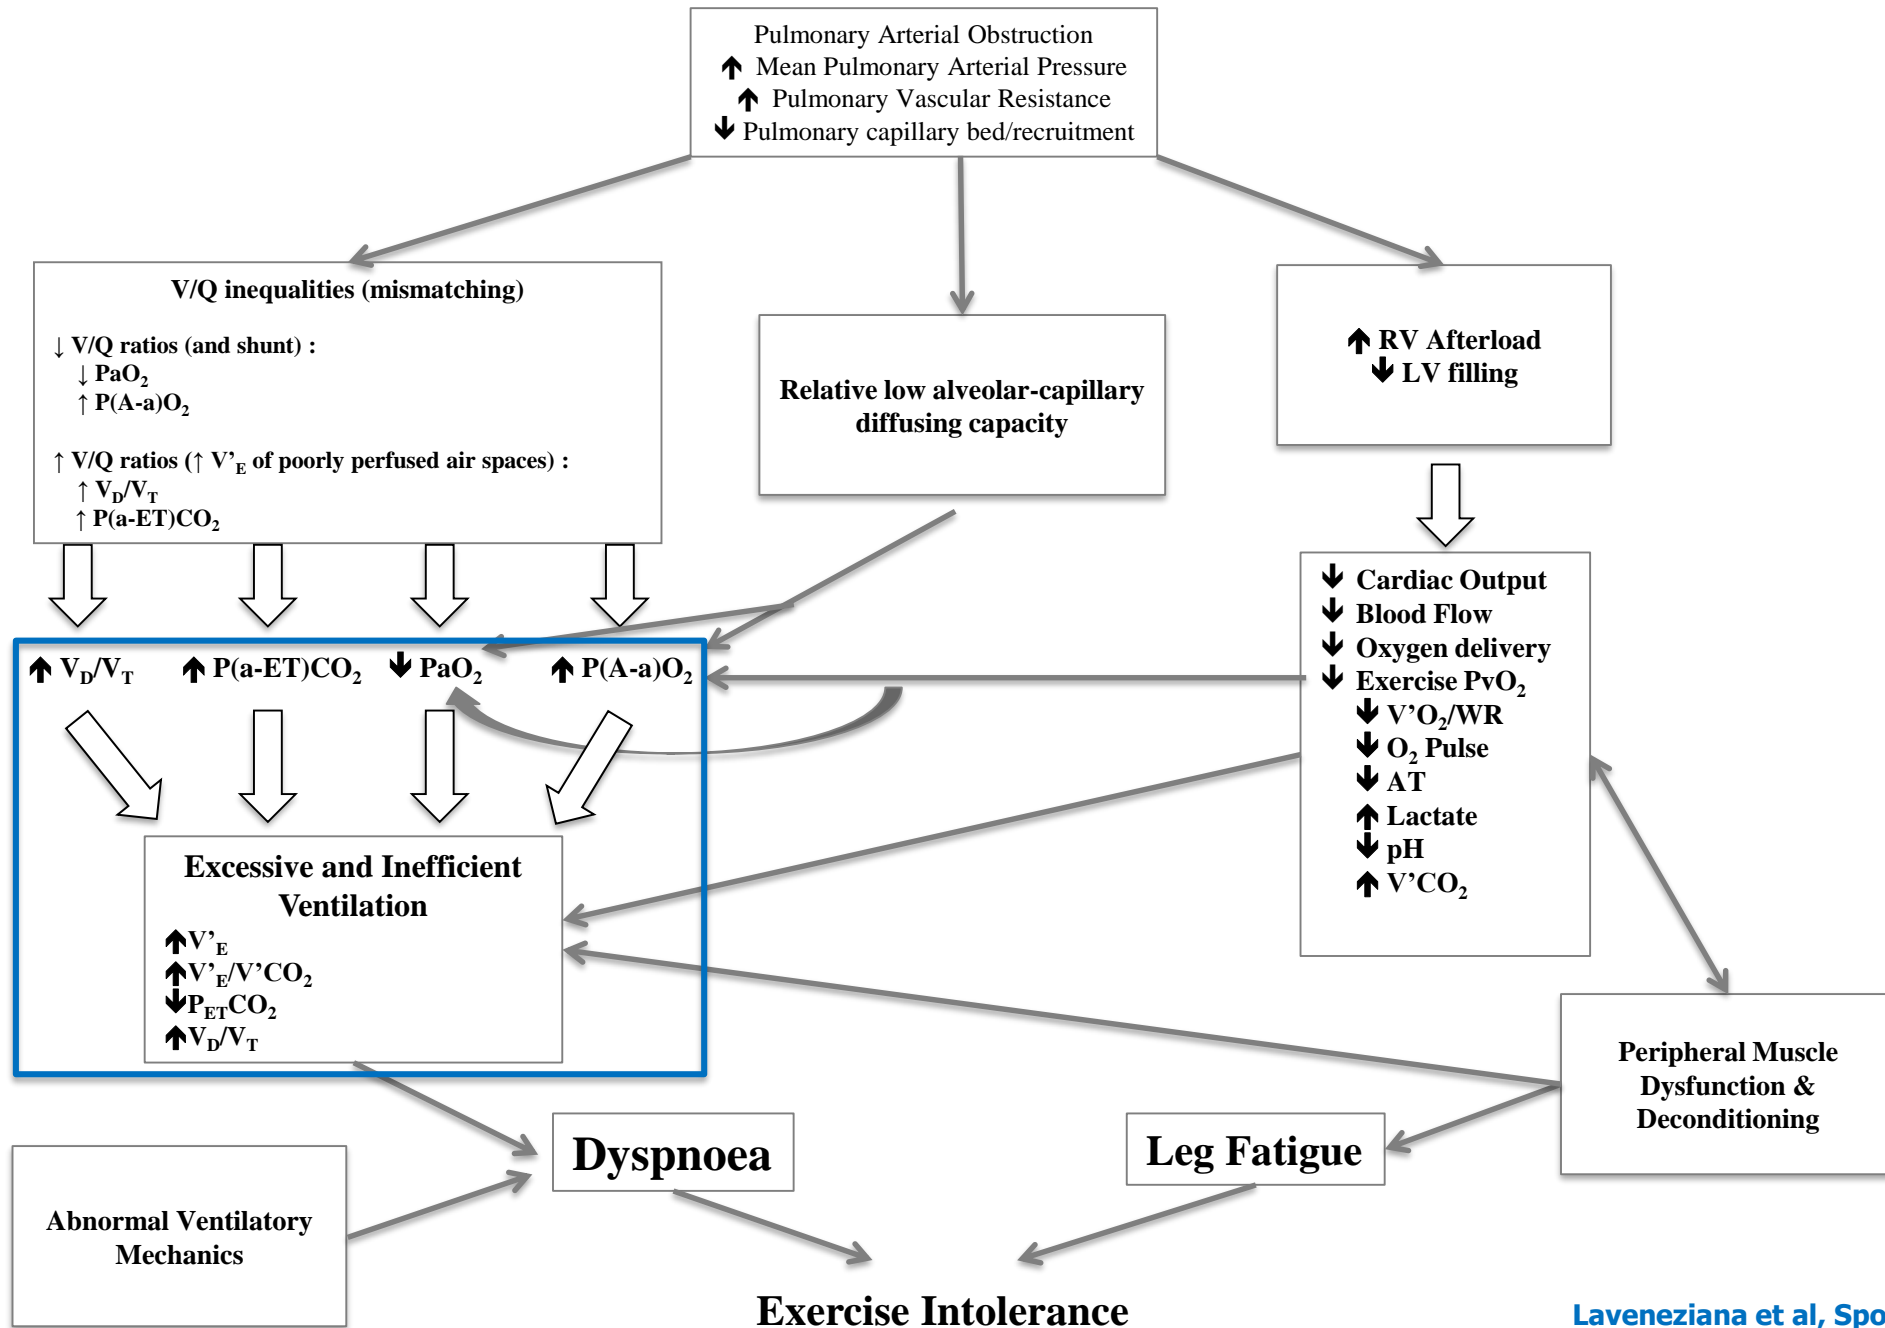 Pulmonary Arterial Obstruction
↑ Mean Pulmonary Arterial Pressure
↑ Pulmonary Vascular Resistance
↓ Pulmonary capillary bed/recruitment
V/Q inequalities (mismatching)
↓ V/Q ratios (and shunt) :
↓ PaO₂
↑ P(A-a)O₂
↑ V/Q ratios (↑ V’E of poorly perfused air spaces) :
↑ VD/VT
↑ P(a-ET)CO₂
Relative low alveolar-capillary
diffusing capacity
↑ RV Afterload
↓ LV filling
↓ Cardiac Output
↓ Blood Flow
↓ Oxygen delivery
↓ Exercise PvO₂
↓ V’O₂/WR
↓ O₂ Pulse
↓ AT
↑ Lactate
↓ pH
↑ V’CO₂
↑ VD/VT ↑ P(a-ET)CO₂ ↓ PaO₂ ↑ P(A-a)O₂
Excessive and Inefficient
Ventilation
↑V’E
↑V’E/V’CO₂
↓PETCO₂
↑VD/VT
Peripheral Muscle
Dysfunction &
Deconditioning
Dyspnoea
Leg Fatigue
Abnormal Ventilatory
Mechanics
Exercise Intolerance
Laveneziana et al, Spo